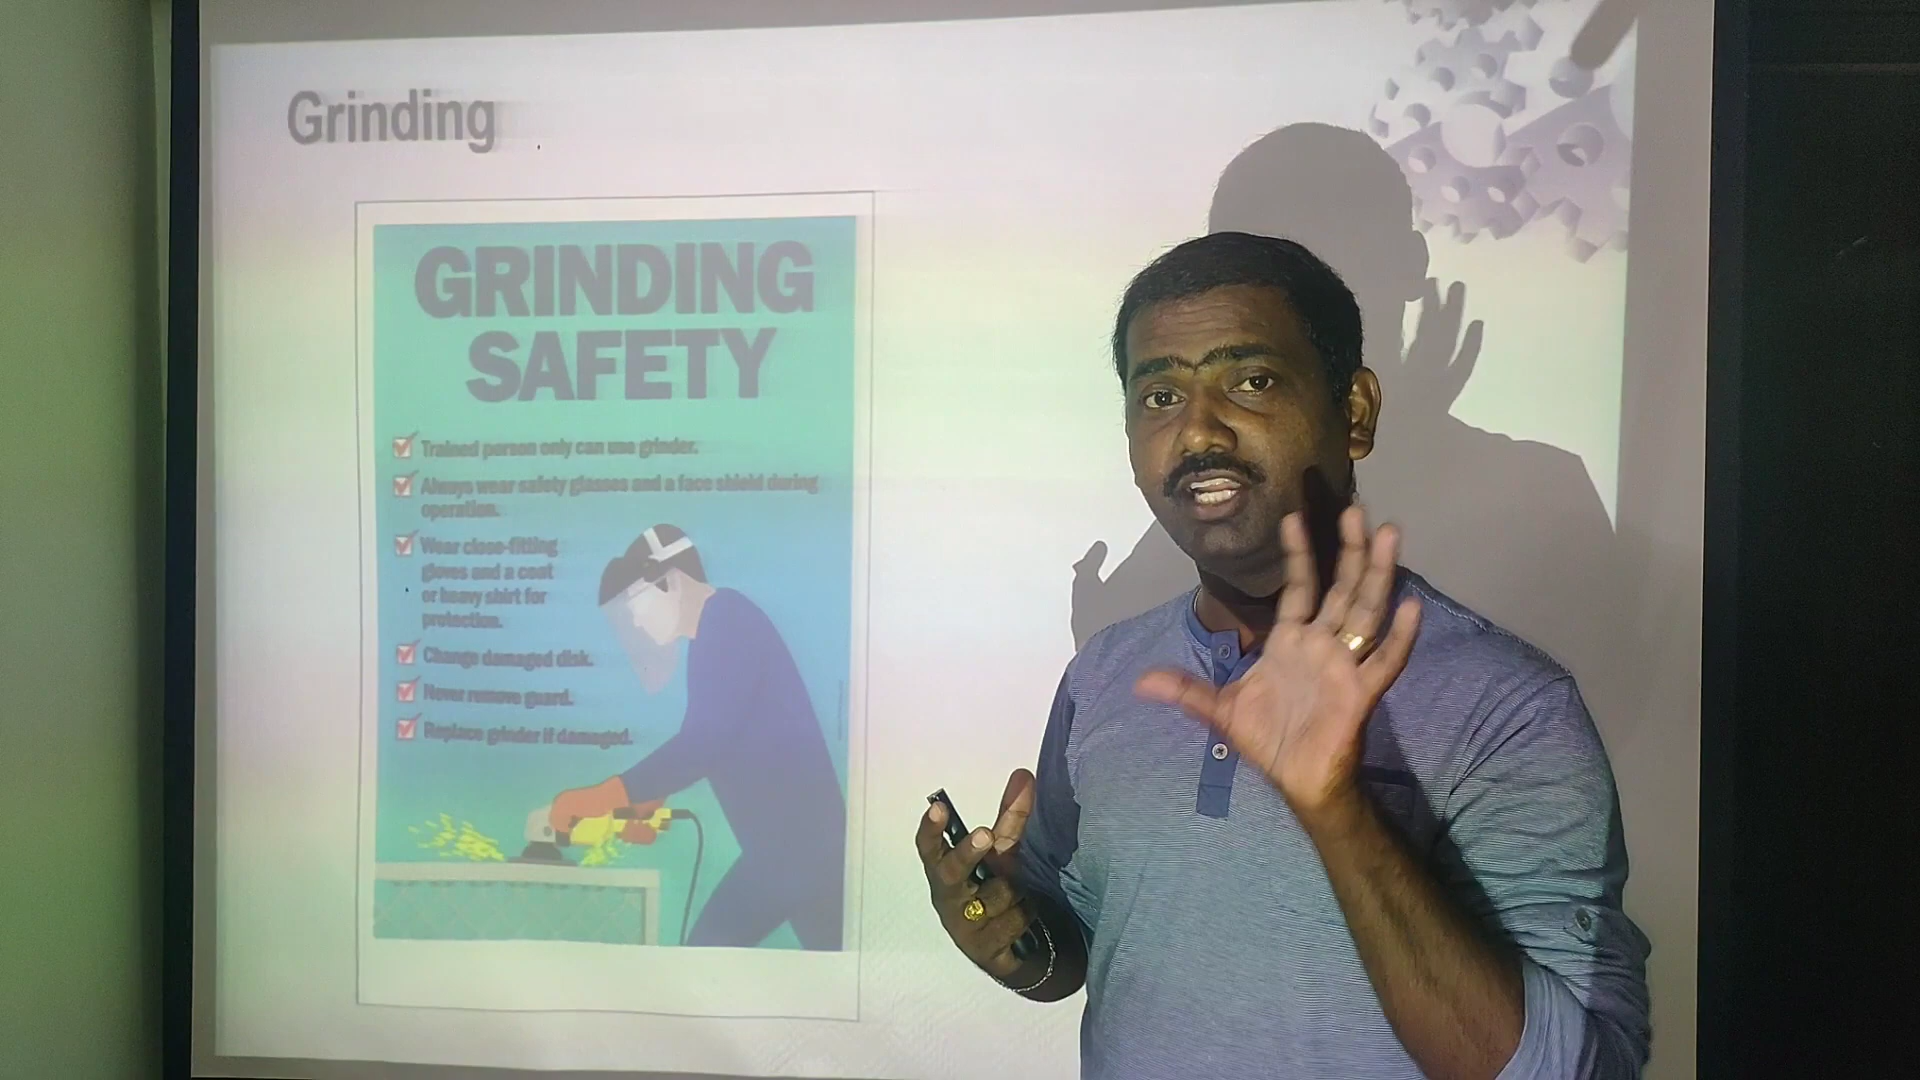 Grinding
GRINDING
SAFETY
Trained person only can use grinder.
Always wear safety glasses and a face shield during
operation.
Wear close-fitting
gloves and a coat
or heavy shirt for
protection.
Change damaged disk.
Never remove guard.
Replace grinder if damaged.